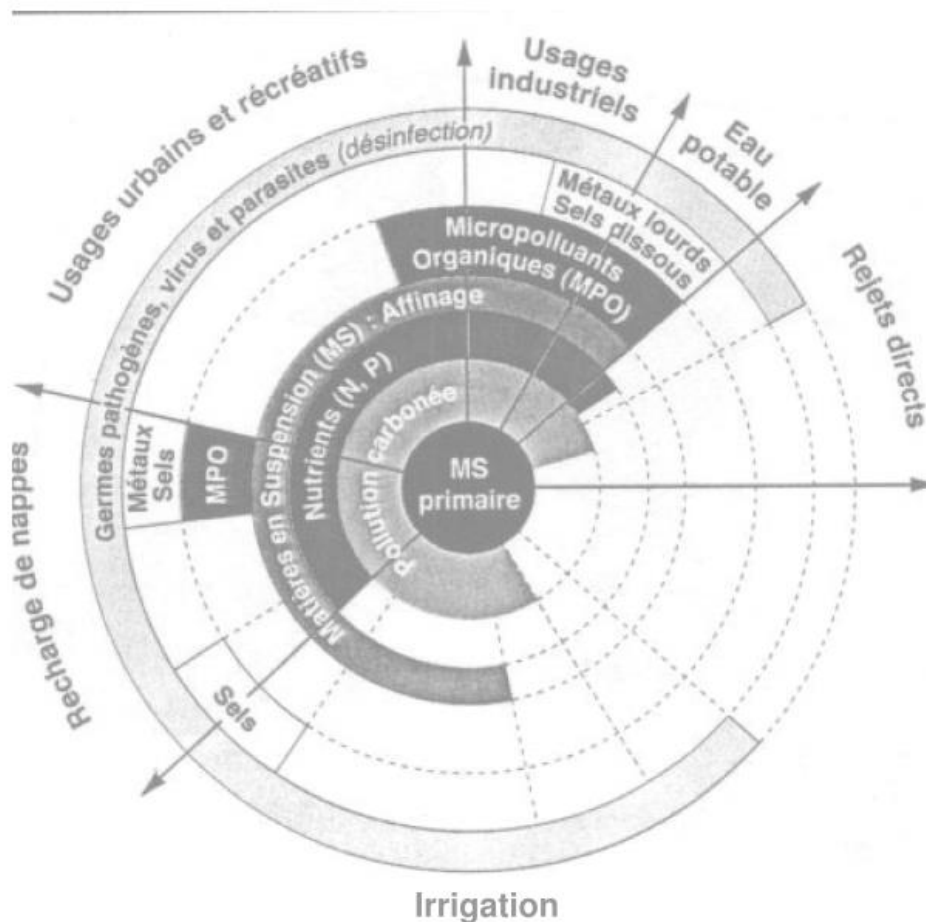 Usages urbains et récréatifs
Usages
industriels
Eau
potable
Rejets directs
Germes pathogènes, virus et parasites (désinfection)
Métaux lourds
Sels dissous
Micropolluants
Organiques (MPO)
Matières en Suspension (MS) : Affinage
Nutriments (N, P)
Pollution carbonée
MS
primaire
Métaux
Sels
MPO
Recharge de nappes
Sels
Irrigation